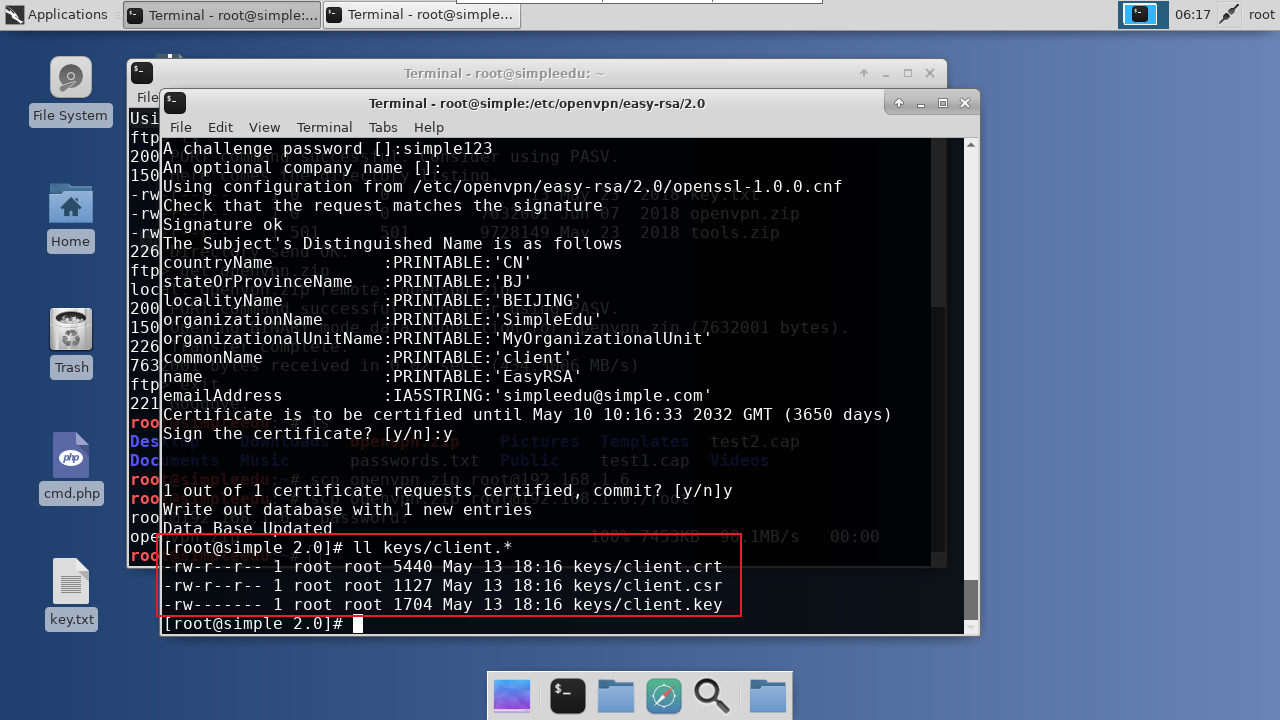 Applications
Terminal - root@simple:...
Terminal - root@simple...
06:17
root
File System
Home
Trash
cmd.php
key.txt
Terminal - root@simpleedu: ~
File
Terminal - root@simple:/etc/openvpn/easy-rsa/2.0
File Edit View Terminal Tabs Help
A challenge password []:simple123
An optional company name []:
Using configuration from /etc/openvpn/easy-rsa/2.0/openssl-1.0.0.cnf
Check that the request matches the signature
Signature ok
The Subject's Distinguished Name is as follows
countryName           :PRINTABLE:'CN'
stateOrProvinceName   :PRINTABLE:'BJ'
localityName          :PRINTABLE:'BEIJING'
organizationName      :PRINTABLE:'SimpleEdu'
organizationalUnitName:PRINTABLE:'MyOrganizationalUnit'
commonName            :PRINTABLE:'client'
name                  :PRINTABLE:'EasyRSA'
emailAddress          :IA5STRING:'simpleedu@simple.com'
Certificate is to be certified until May 10 10:16:33 2032 GMT (3650 days)
Sign the certificate? [y/n]:y
1 out of 1 certificate requests certified, commit? [y/n]y
Write out database with 1 new entries
Data Base Updated
[root@simple 2.0]# ll keys/client.*
-rw-r--r-- 1 root root 5440 May 13 18:16 keys/client.crt
-rw-r--r-- 1 root root 1127 May 13 18:16 keys/client.csr
-rw------- 1 root root 1704 May 13 18:16 keys/client.key
[root@simple 2.0]#